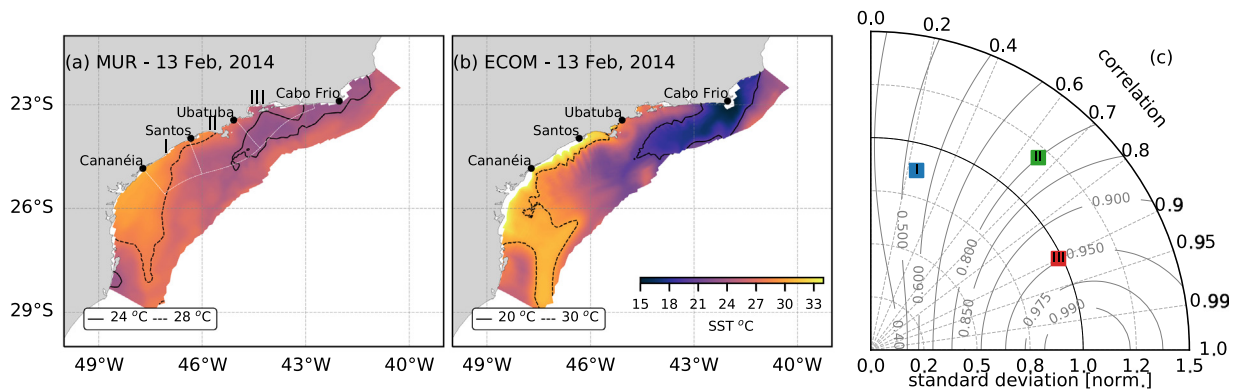 (a) MUR - 13 Feb, 2014
III
Cabo Frio
Ubatuba
II
Santos
I
Cananéia
24 °C --- 28 °C
23°S
26°S
29°S
49°W
46°W
43°W
40°W
(b) ECOM - 13 Feb, 2014
Cabo Frio
Ubatuba
Santos
Cananéia
15 18 21 24 27 30 33
SST °C
20 °C --- 30 °C
49°W
46°W
43°W
40°W
(c)
correlation
0.0
0.2
0.4
0.6
0.7
0.8
0.9
0.95
0.99
1.0
I
II
III
0.900
0.950
0.500
0.800
0.600
0.975
0.990
0.850
0.40
0.0 0.2 0.5 0.8 1.0 1.2 1.5
standard deviation [norm.]